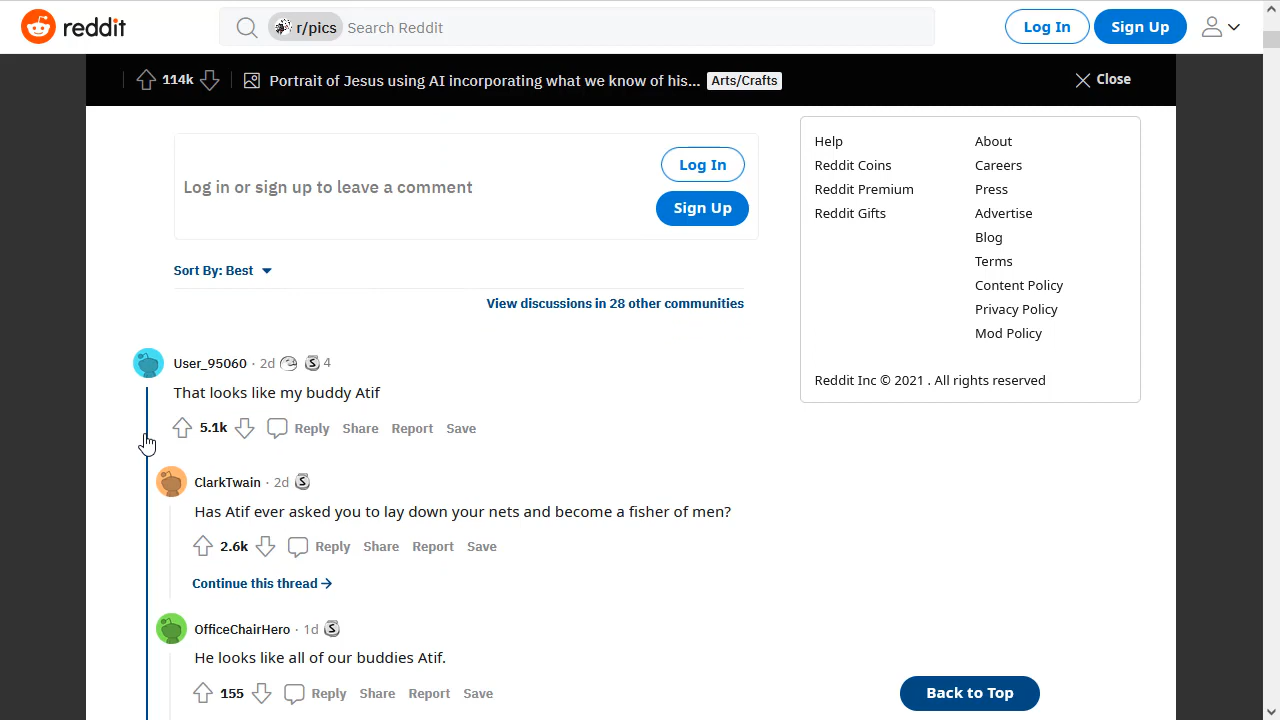 reddit
r/pics Search Reddit
Log In
Sign Up
114k
Portrait of Jesus using AI incorporating what we know of his...
Arts/Crafts
Close
Log in or sign up to leave a comment
Log In
Sign Up
Sort By: Best
View discussions in 28 other communities
User_95060 · 2d S 4
That looks like my buddy Atif
5.1k Reply Share Report Save
ClarkTwain · 2d S
Has Atif ever asked you to lay down your nets and become a fisher of men?
2.6k Reply Share Report Save
Continue this thread →
OfficeChairHero · 1d S
He looks like all of our buddies Atif.
155 Reply Share Report Save
Help
Reddit Coins
Reddit Premium
Reddit Gifts
About
Careers
Press
Advertise
Blog
Terms
Content Policy
Privacy Policy
Mod Policy
Reddit Inc © 2021 . All rights reserved
Back to Top